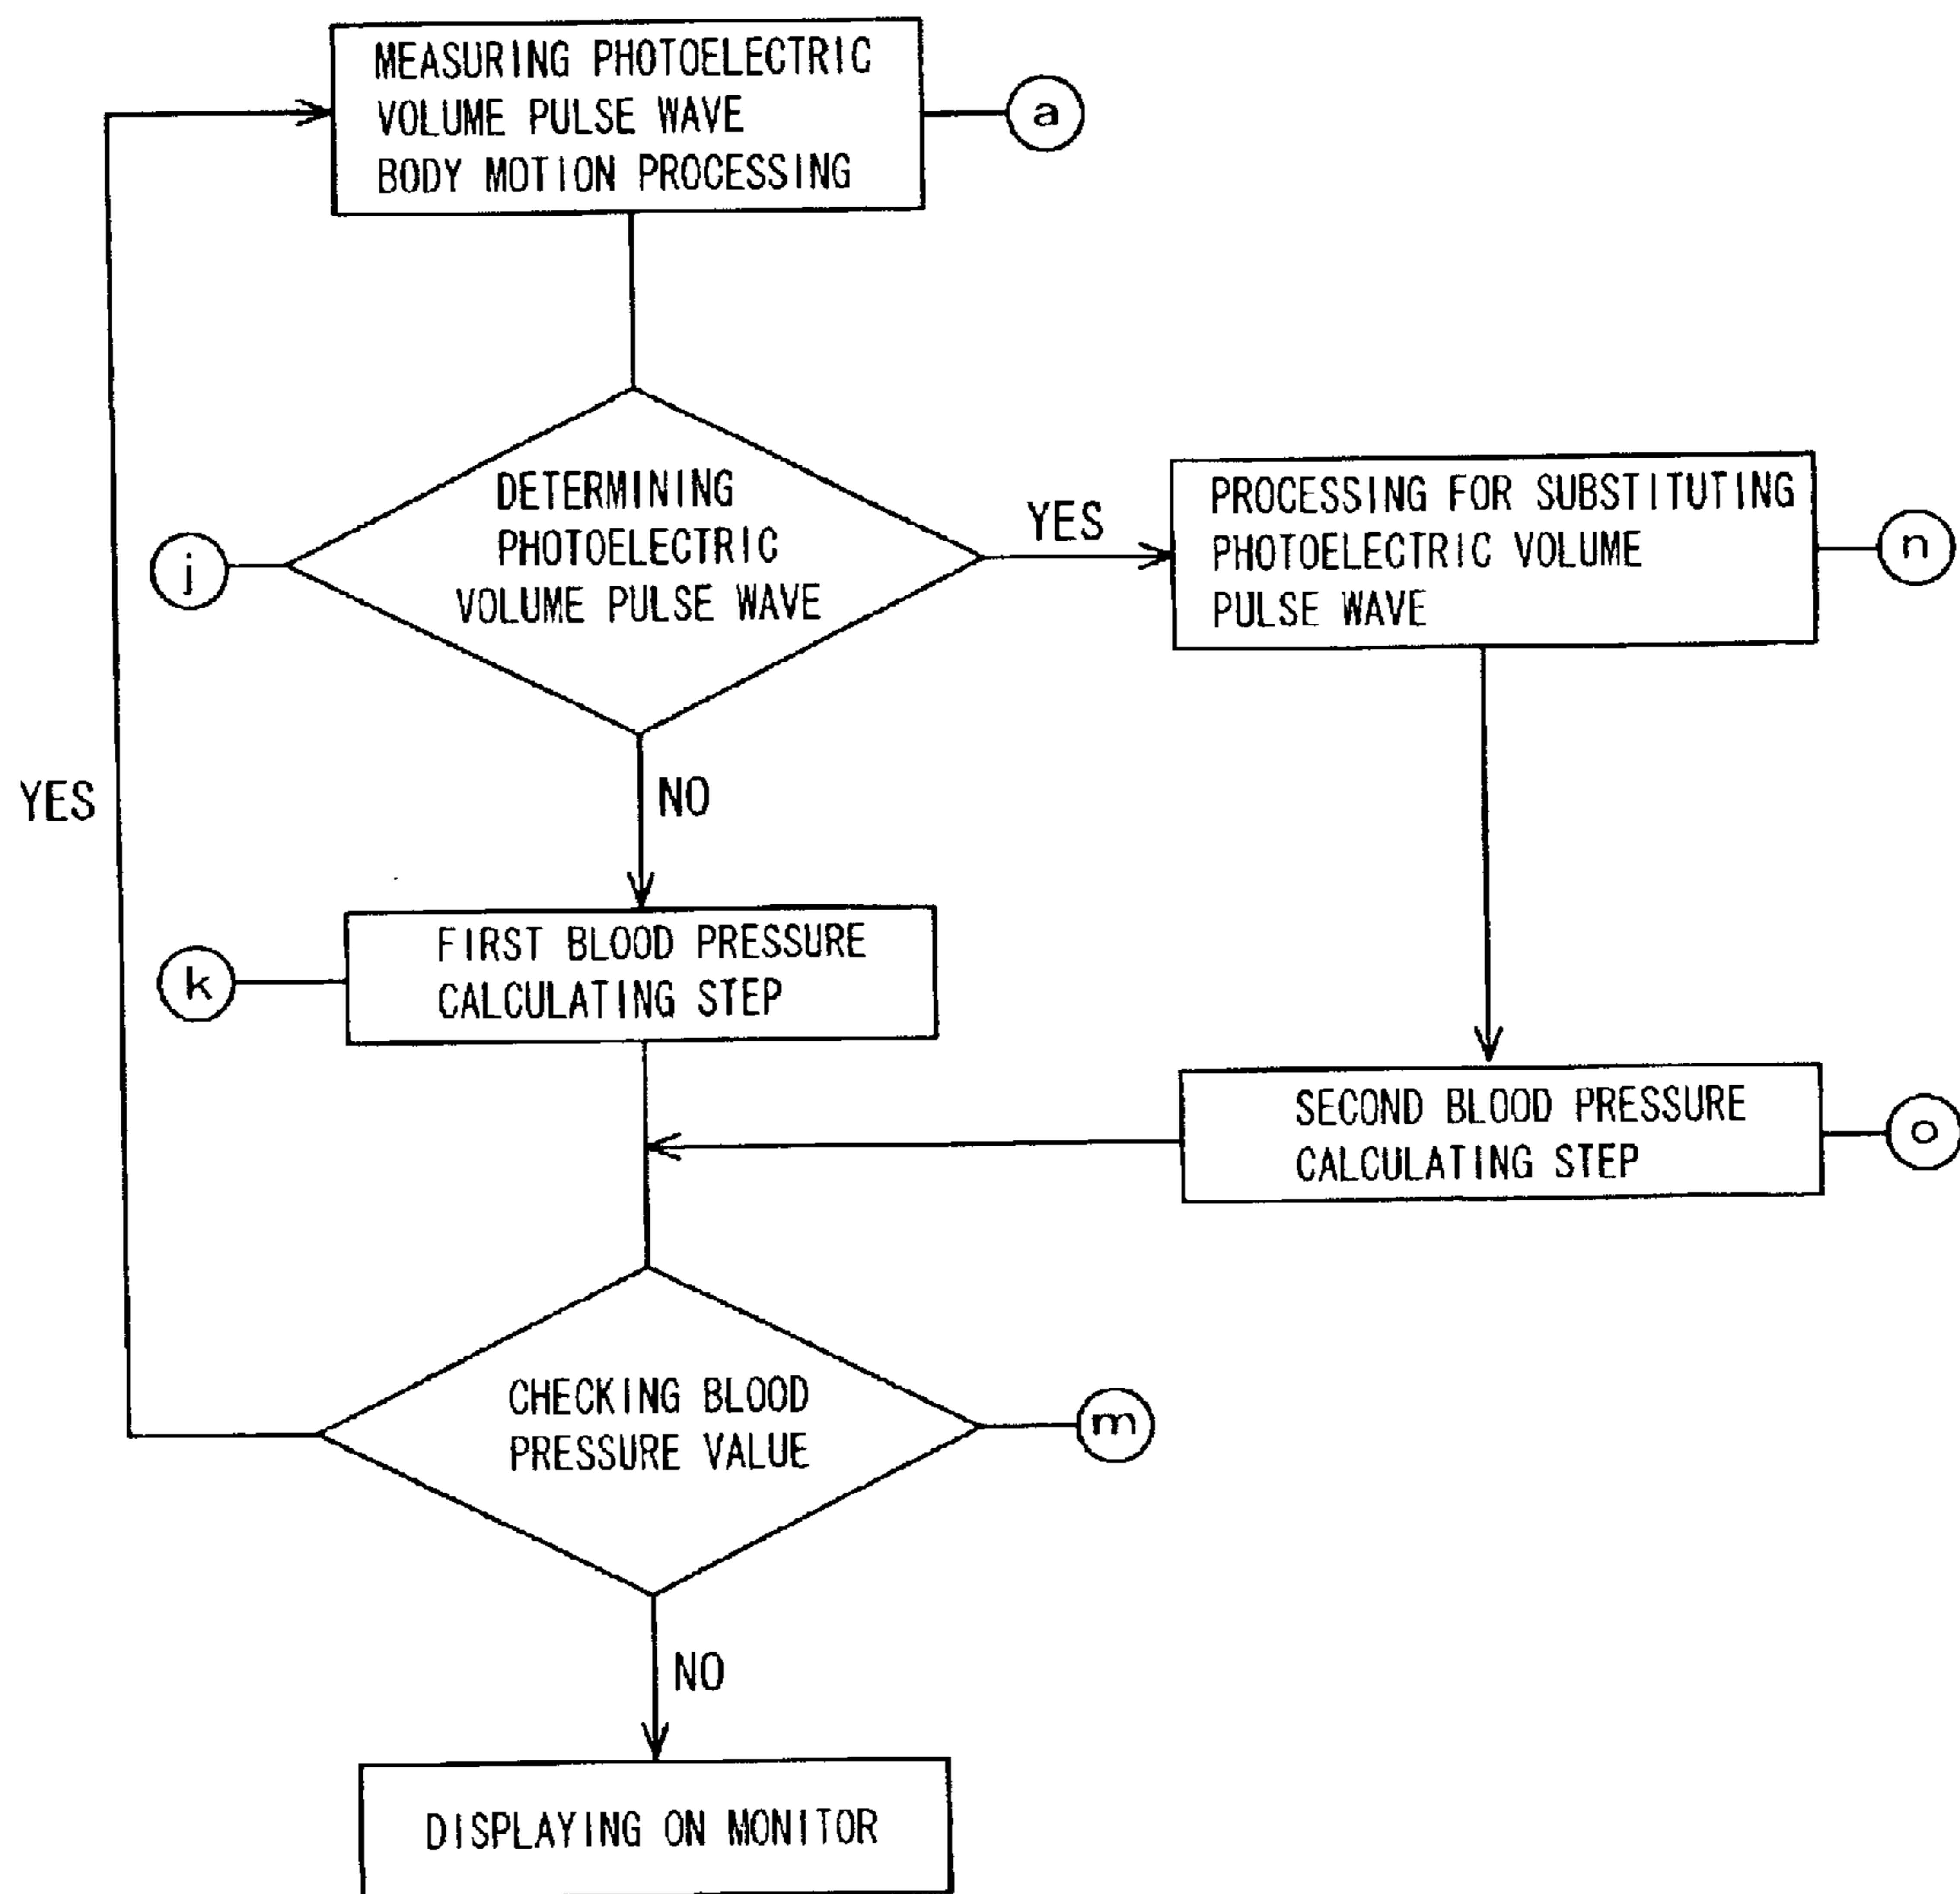 MEASURING PHOTOELECTRIC
VOLUME PULSE WAVE
BODY MOTION PROCESSING
a
DETERMINING
PHOTOELECTRIC
VOLUME PULSE WAVE
j
YES
PROCESSING FOR SUBSTITUTING
PHOTOELECTRIC VOLUME
PULSE WAVE
n
YES
NO
FIRST BLOOD PRESSURE
CALCULATING STEP
k
SECOND BLOOD PRESSURE
CALCULATING STEP
o
CHECKING BLOOD
PRESSURE VALUE
m
NO
DISPLAYING ON MONITOR